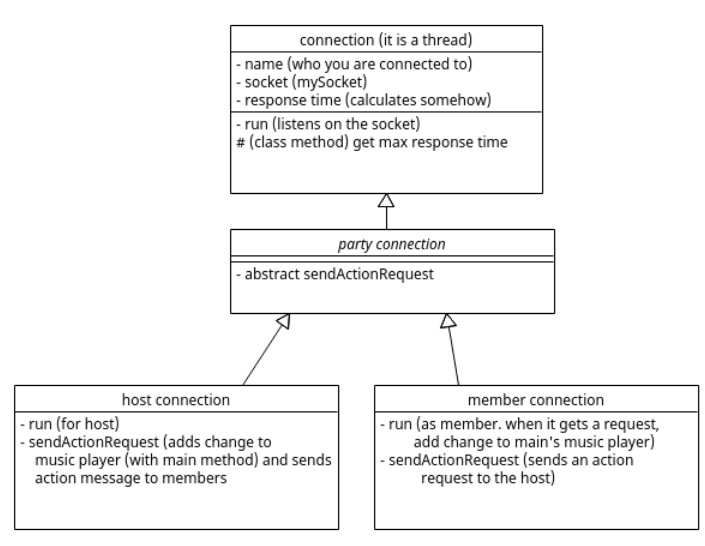 connection (it is a thread)
- name (who you are connected to)
- socket (mySocket)
- response time (calculates somehow)
- run (listens on the socket)
# (class method) get max response time
party connection
- abstract sendActionRequest
host connection
- run (for host)
- sendActionRequest (adds change to
music player (with main method) and sends
action message to members
member connection
- run (as member. when it gets a request,
add change to main's music player)
- sendActionRequest (sends an action
request to the host)